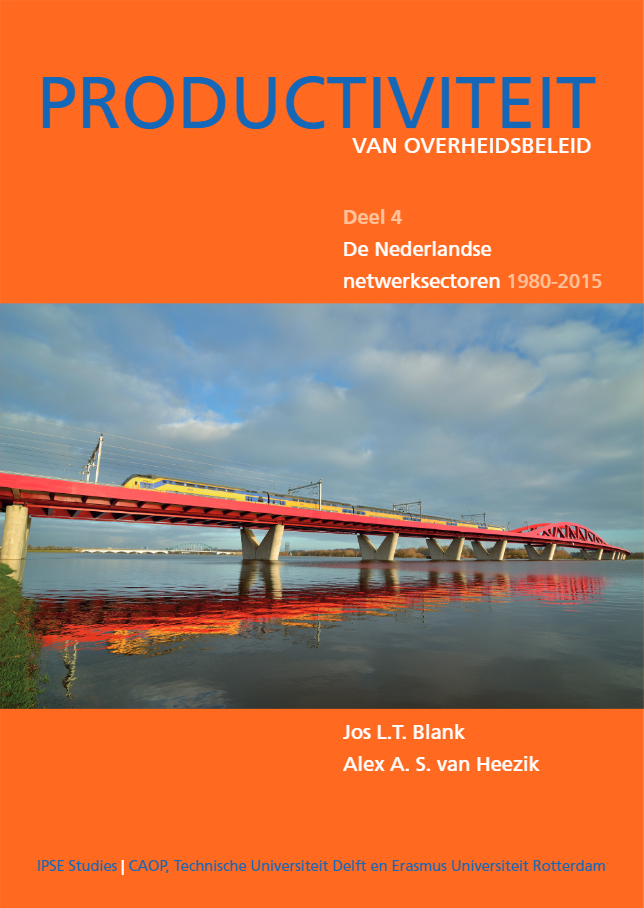 PRODUCTIVITEIT
VAN OVERHEIDSBELEID
Deel 4
De Nederlandse
netwerksectoren 1980-2015
Jos L.T. Blank
Alex A. S. van Heezik
IPSE Studies | CAOP, Technische Universiteit Delft en Erasmus Universiteit Rotterdam